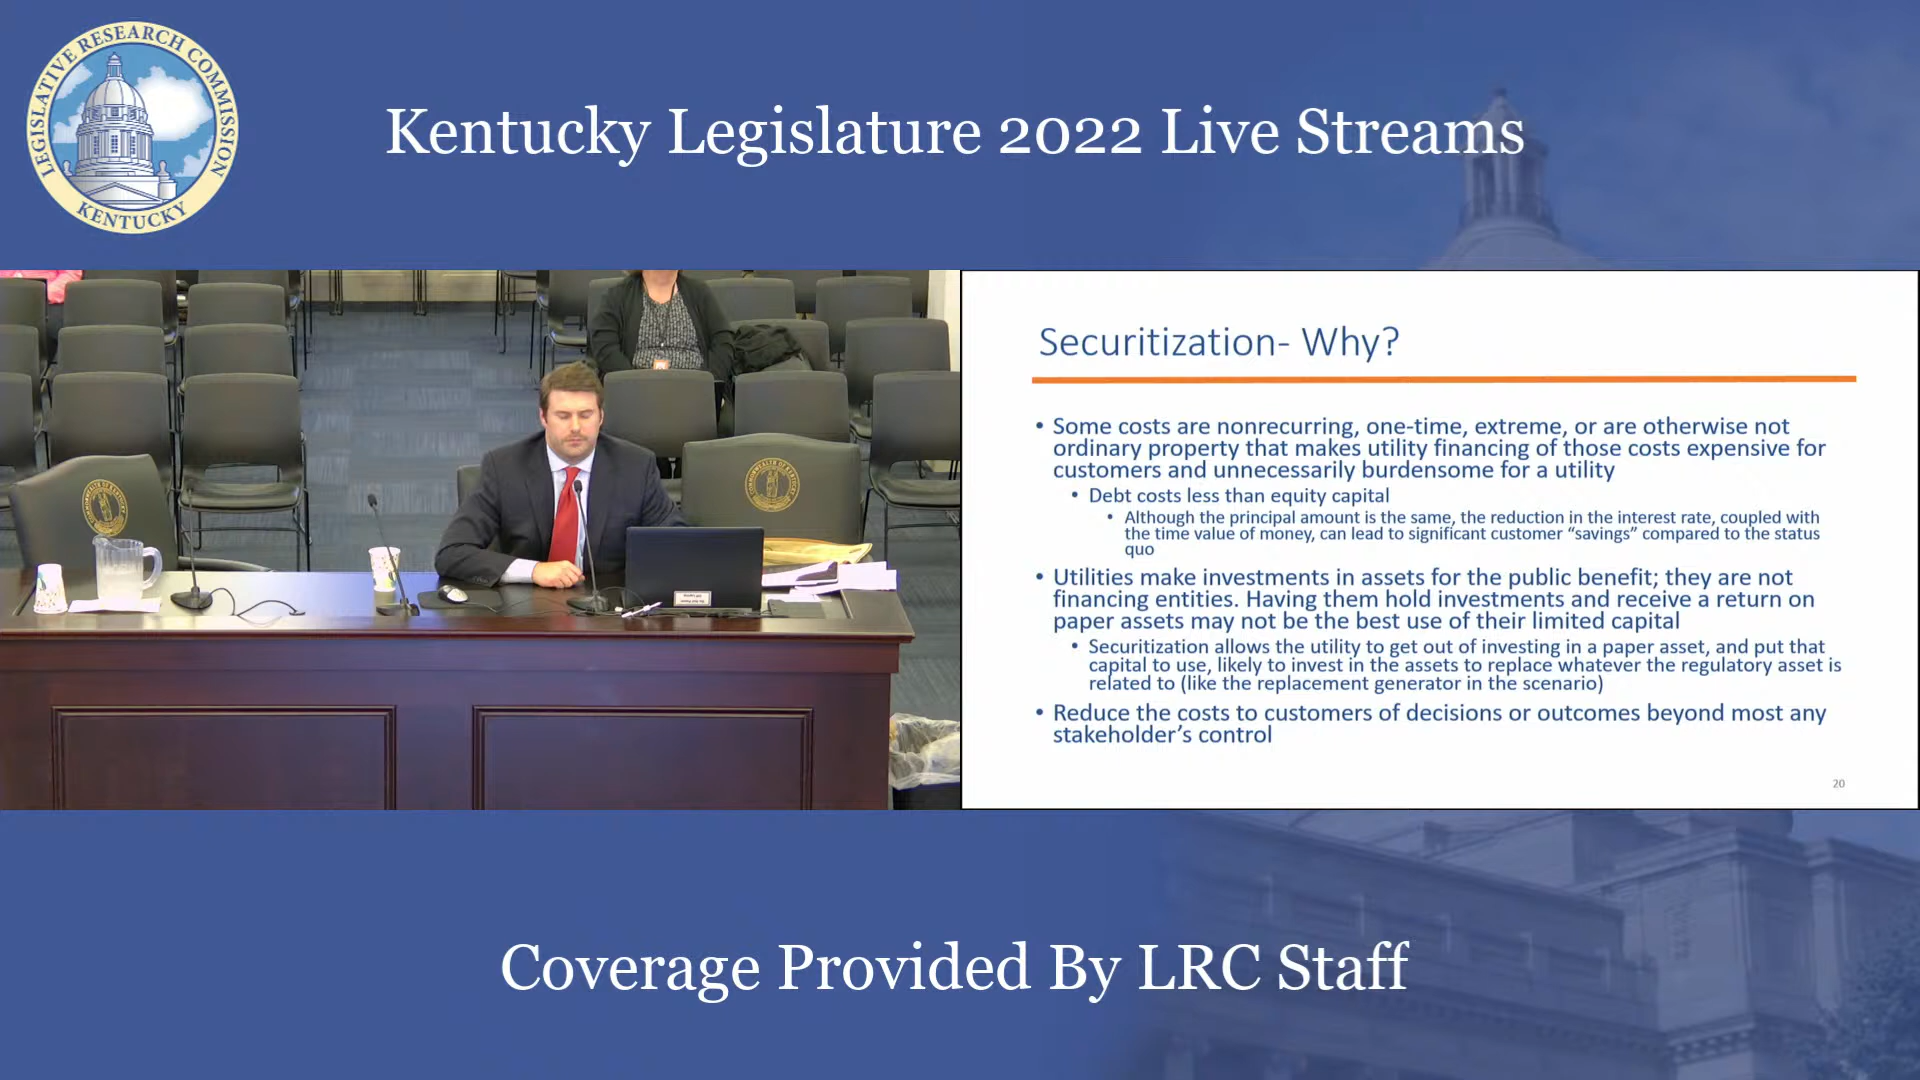 LEGISLATIVE RESEARCH COMMISSION
KENTUCKY
Kentucky Legislature 2022 Live Streams
Securitization- Why?
• Some costs are nonrecurring, one-time, extreme, or are otherwise not
ordinary property that makes utility financing of those costs expensive for
customers and unnecessarily burdensome for a utility
• Debt costs less than equity capital
• Although the principal amount is the same, the reduction in the interest rate, coupled with
the time value of money, can lead to significant customer “savings” compared to the status
quo
• Utilities make investments in assets for the public benefit; they are not
financing entities. Having them hold investments and receive a return on
paper assets may not be the best use of their limited capital
• Securitization allows the utility to get out of investing in a paper asset, and put that
capital to use, likely to invest in the assets to replace whatever the regulatory asset is
related to (like the replacement generator in the scenario)
• Reduce the costs to customers of decisions or outcomes beyond most any
stakeholder’s control
20
Coverage Provided By LRC Staff